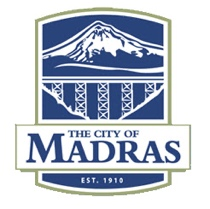 THE CITY OF
MADRAS
EST. 1910